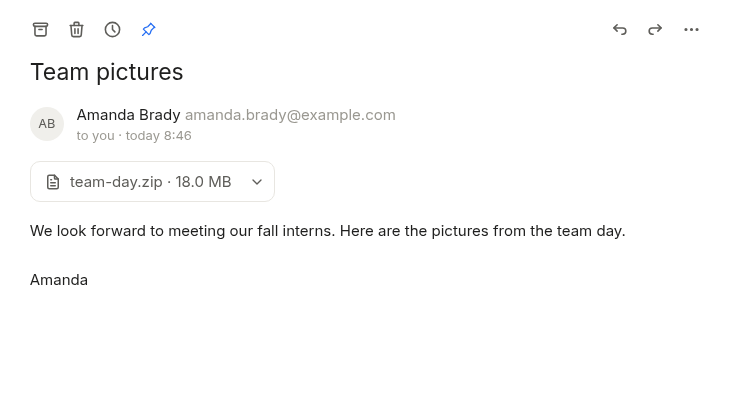 Team pictures
AB
Amanda Brady amanda.brady@example.com
to you · today 8:46
team-day.zip · 18.0 MB
We look forward to meeting our fall interns. Here are the pictures from the team day.
Amanda